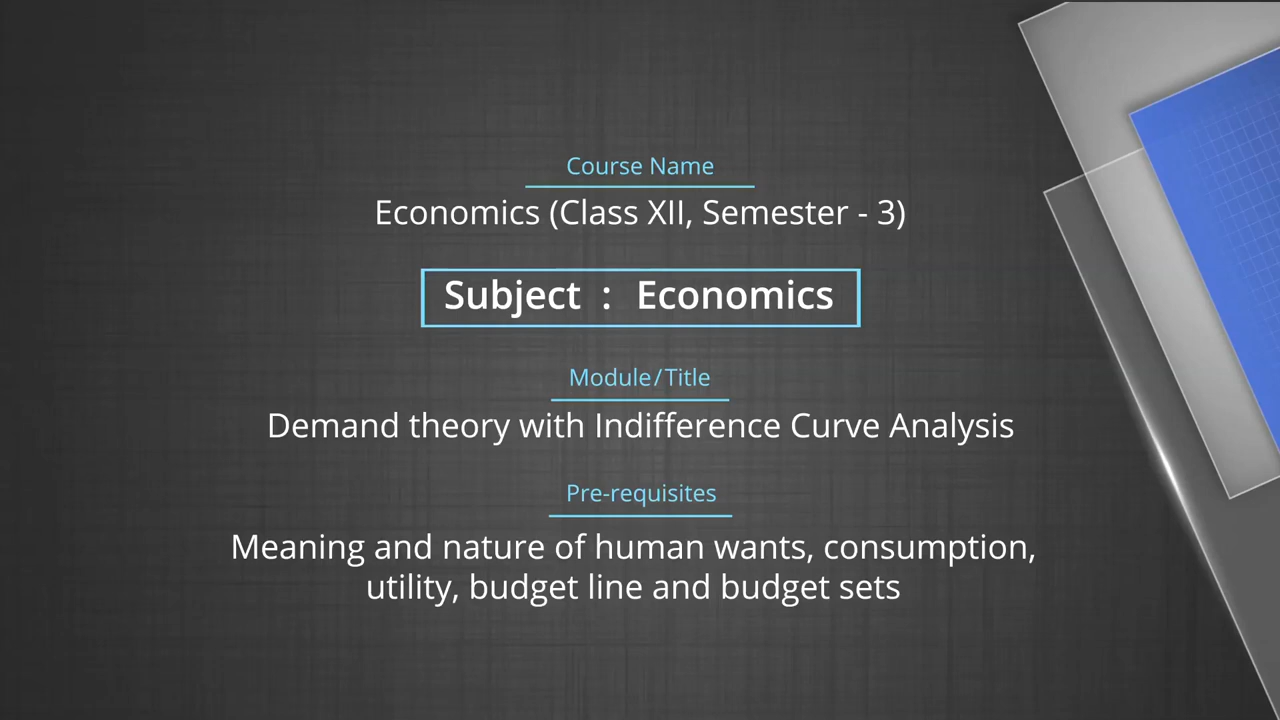 Course Name
Economics (Class XII, Semester - 3)
Subject : Economics
Module/Title
Demand theory with Indifference Curve Analysis
Pre-requisites
Meaning and nature of human wants, consumption,
utility, budget line and budget sets